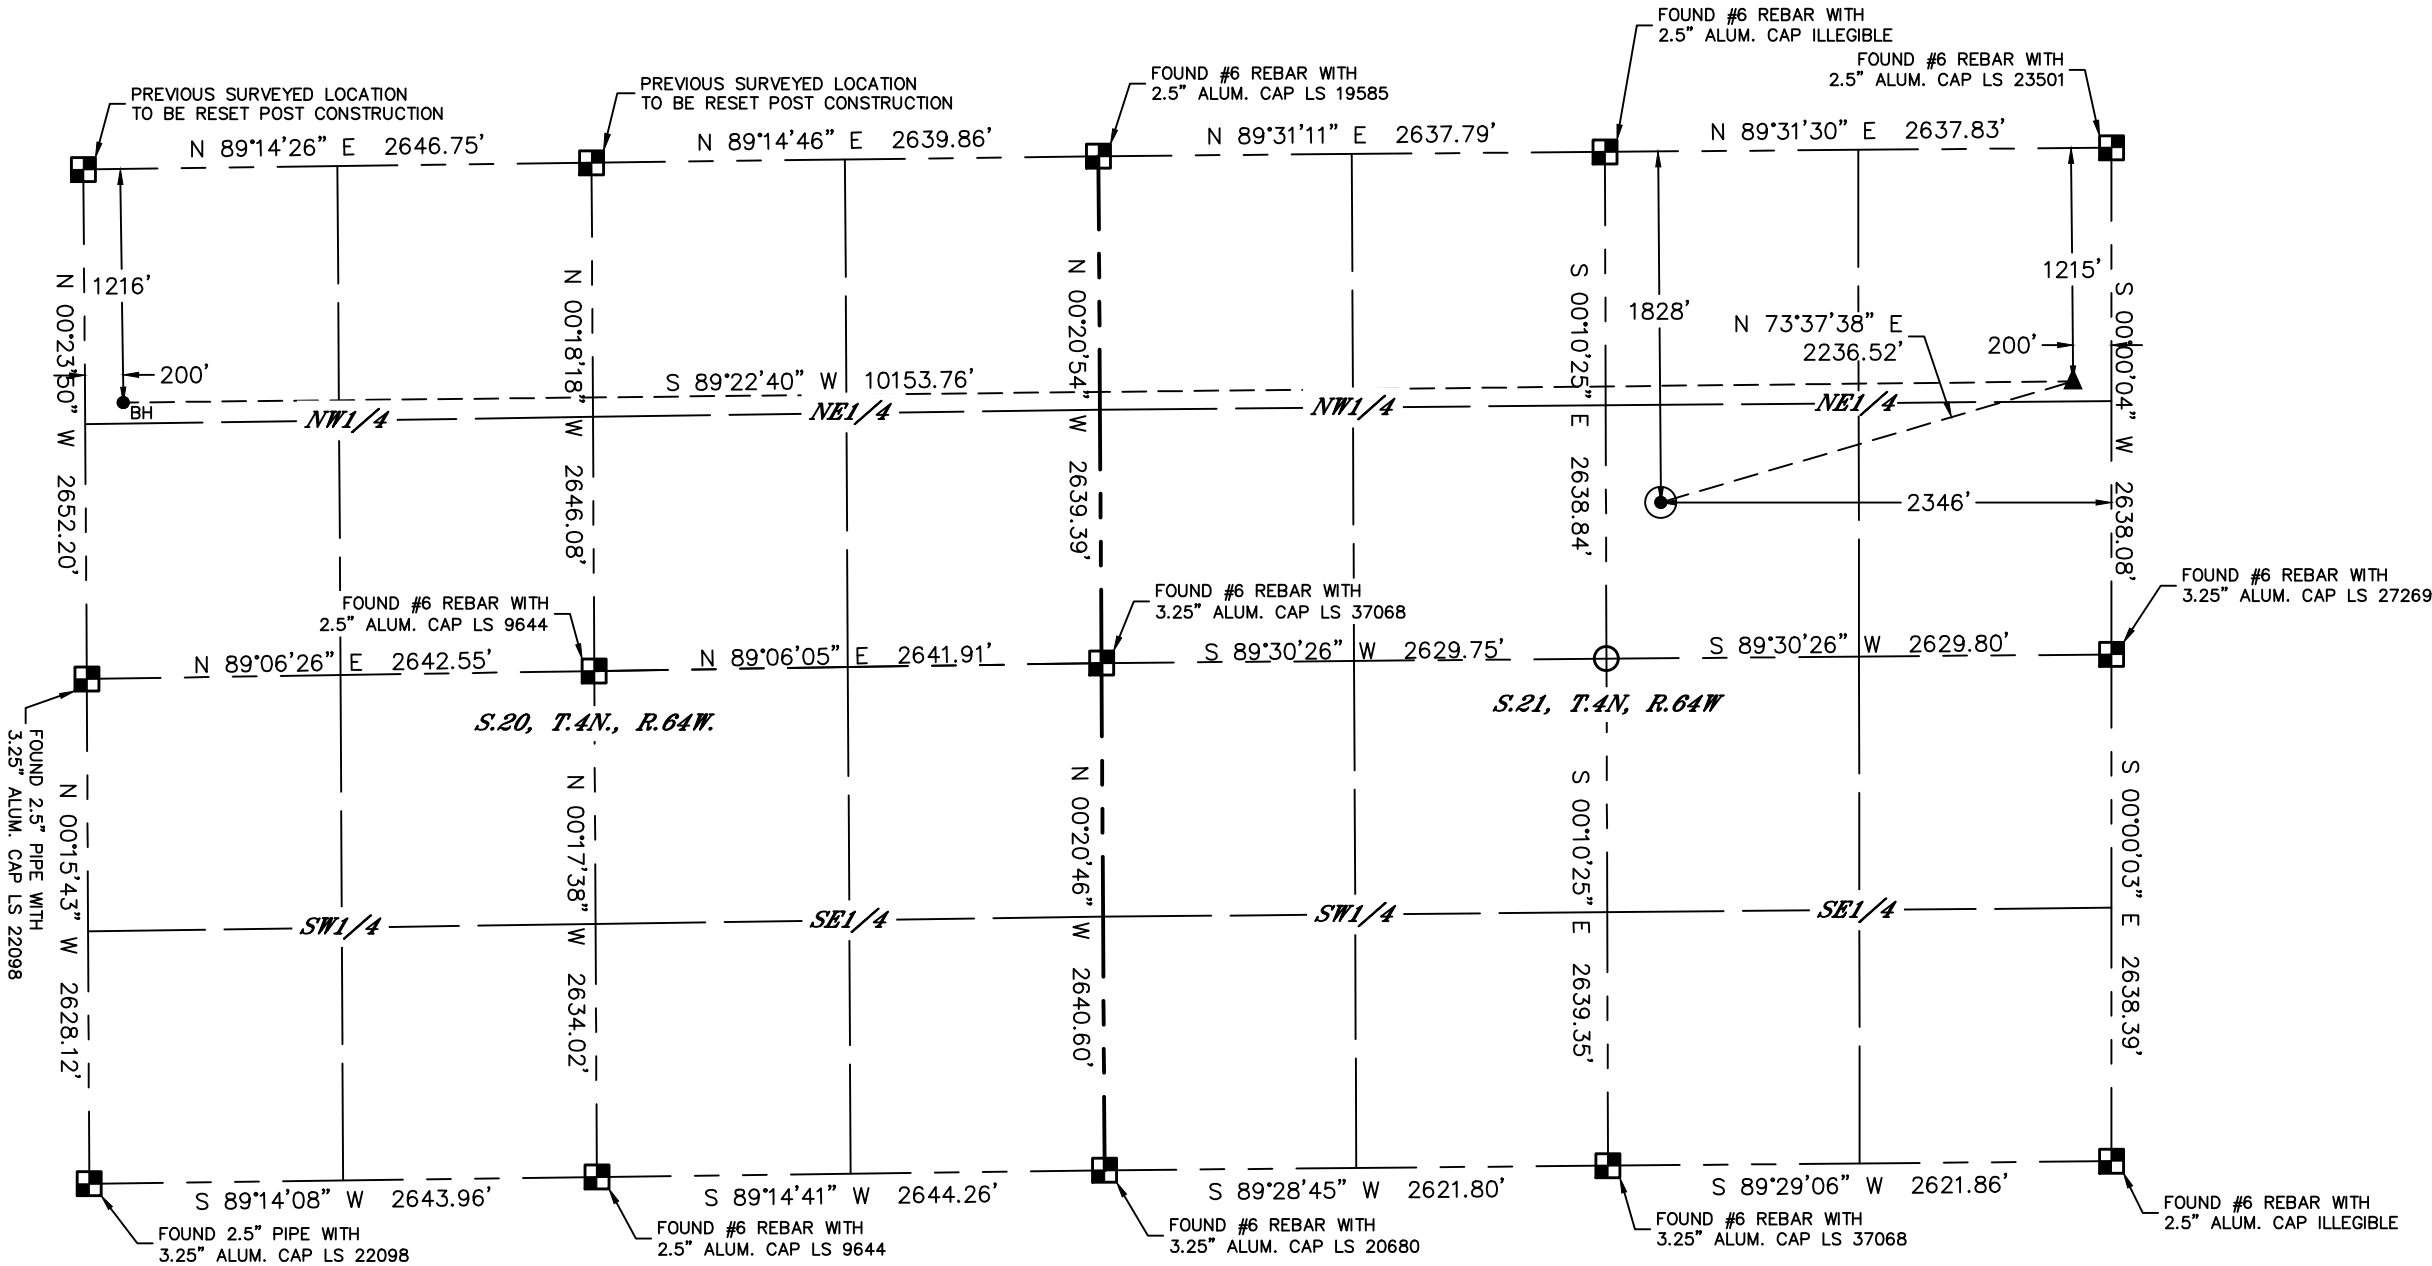 FOUND #6 REBAR WITH
2.5" ALUM. CAP ILLEGIBLE
FOUND #6 REBAR WITH
2.5" ALUM. CAP LS 23501
FOUND #6 REBAR WITH
2.5" ALUM. CAP LS 19585
PREVIOUS SURVEYED LOCATION
TO BE RESET POST CONSTRUCTION
PREVIOUS SURVEYED LOCATION
TO BE RESET POST CONSTRUCTION
N 89°14'26" E 2646.75'
N 89°14'46" E 2639.86'
N 89°31'11" E 2637.79'
N 89°31'30" E 2637.83'
N 00°23'50" W 2652.20'
1216'
200'
BH
N 00°18'18" W 2646.08'
S 89°22'40" W 10153.76'
N 00°20'54" W 2639.39'
S 00°10'25" E 2638.84'
1828'
N 73°37'38" E
2236.52'
1215'
200'
S 00°00'04" W 2638.08'
NW1/4
NE1/4
NW1/4
NE1/4
2346'
FOUND #6 REBAR WITH
2.5" ALUM. CAP LS 9644
FOUND #6 REBAR WITH
3.25" ALUM. CAP LS 37068
FOUND #6 REBAR WITH
3.25" ALUM. CAP LS 27269
N 89°06'26" E 2642.55'
N 89°06'05" E 2641.91'
S 89°30'26" W 2629.75'
S 89°30'26" W 2629.80'
S.20, T.4N., R.64W.
S.21, T.4N, R.64W
FOUND 2.5" PIPE WITH
3.25" ALUM. CAP LS 22098
N 00°15'43" W 2628.12'
N 00°17'38" W 2634.02'
N 00°20'46" W 2640.60'
S 00°10'25" E 2639.35'
S 00°00'03" E 2638.39'
SW1/4
SE1/4
SW1/4
SE1/4
S 89°14'08" W 2643.96'
S 89°14'41" W 2644.26'
S 89°28'45" W 2621.80'
S 89°29'06" W 2621.86'
FOUND 2.5" PIPE WITH
3.25" ALUM. CAP LS 22098
FOUND #6 REBAR WITH
2.5" ALUM. CAP LS 9644
FOUND #6 REBAR WITH
3.25" ALUM. CAP LS 20680
FOUND #6 REBAR WITH
3.25" ALUM. CAP LS 37068
FOUND #6 REBAR WITH
2.5" ALUM. CAP ILLEGIBLE